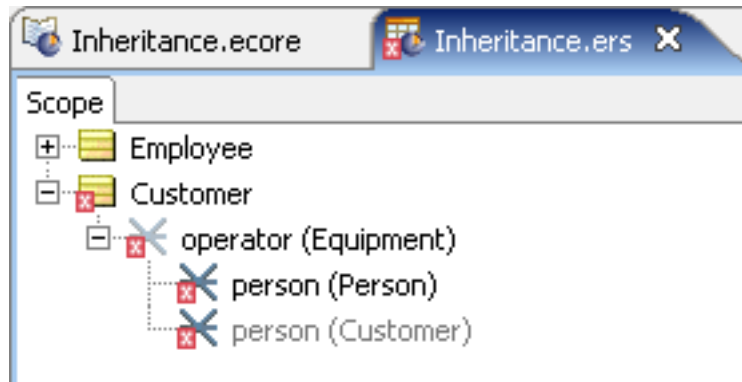 Inheritance.ecore Inheritance.ers
Scope
Employee
Customer
operator (Equipment)
person (Person)
person (Customer)